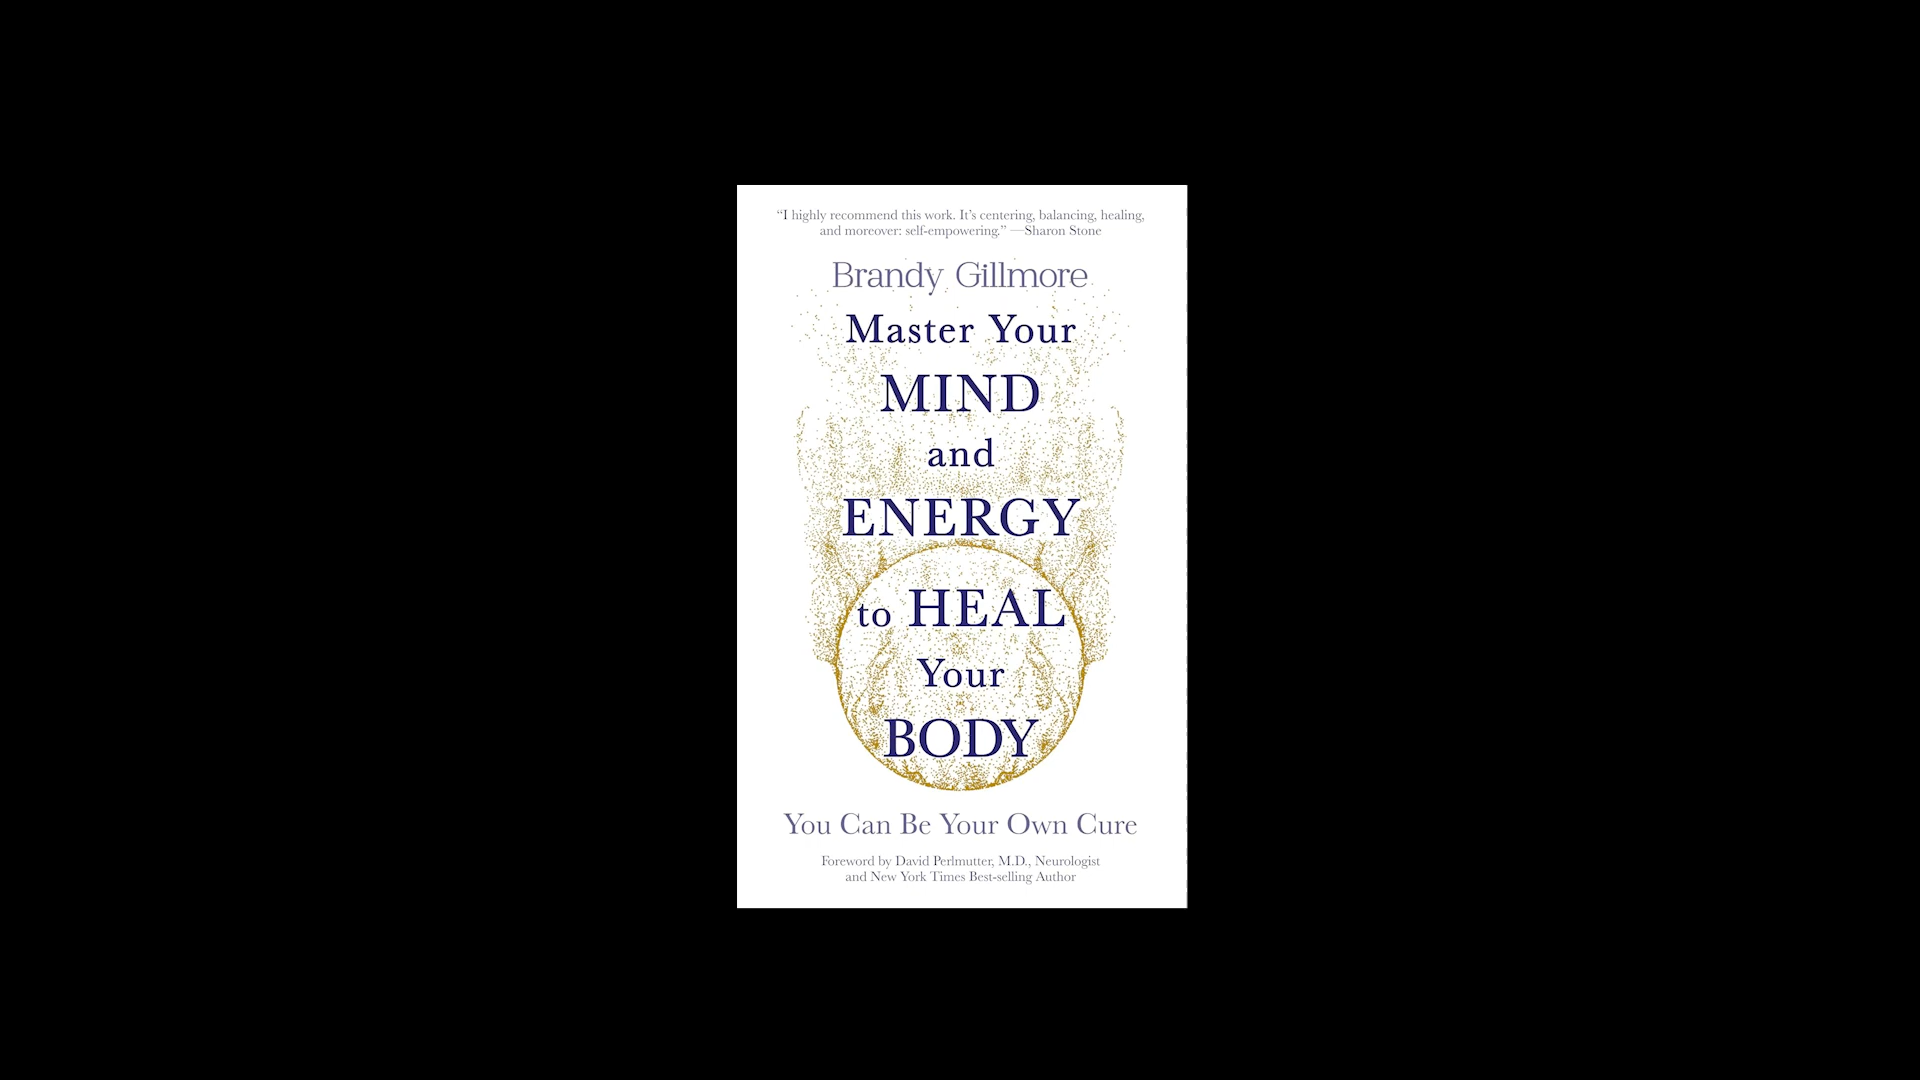 “I highly recommend this work. It’s centering, balancing, healing,
and moreover: self-empowering.” —Sharon Stone
Brandy Gillmore
Master Your
MIND
and
ENERGY
to HEAL
Your
BODY
You Can Be Your Own Cure
Foreword by David Perlmutter, M.D., Neurologist
and New York Times Best-selling Author